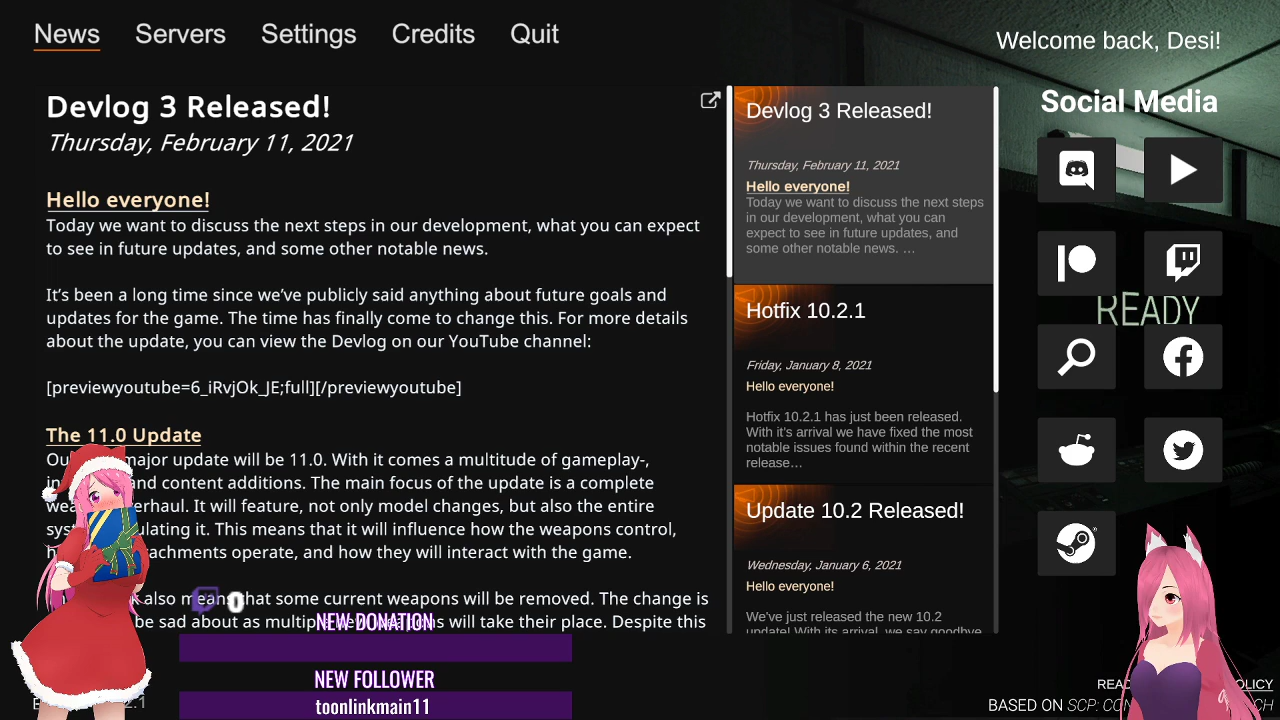 News Servers Settings Credits Quit
Welcome back, Desi!
Devlog 3 Released!
Thursday, February 11, 2021
Hello everyone!
Today we want to discuss the next steps in our development, what you can expect
to see in future updates, and some other notable news.
It's been a long time since we've publicly said anything about future goals and
updates for the game. The time has finally come to change this. For more details
about the update, you can view the Devlog on our YouTube channel:
[previewyoutube=6_iRvjOk_JE;full][/previewyoutube]
The 11.0 Update
major update will be 11.0. With it comes a multitude of gameplay-,
and content additions. The main focus of the update is a complete
It will feature, not only model changes, but also the entire
it. This means that it will influence how the weapons control,
operate, and how they will interact with the game.
also means that some current weapons will be removed. The change is
be sad about as will take their place. Despite this
0
NEW DONATION
NEW FOLLOWER
toonlinkmain11
Devlog 3 Released!
Thursday, February 11, 2021
Hello everyone!
Today we want to discuss the next steps
in our development, what you can
expect to see in future updates, and
some other notable news. …
Hotfix 10.2.1
Friday, January 8, 2021
Hello everyone!
Hotfix 10.2.1 has just been released.
With it's arrival we have fixed the most
notable issues found within the recent
release…
Update 10.2 Released!
Wednesday, January 6, 2021
Hello everyone!
We've just released the new 10.2
update! With its arrival, we say goodbye
Social Media
READY
BASED ON SCP: